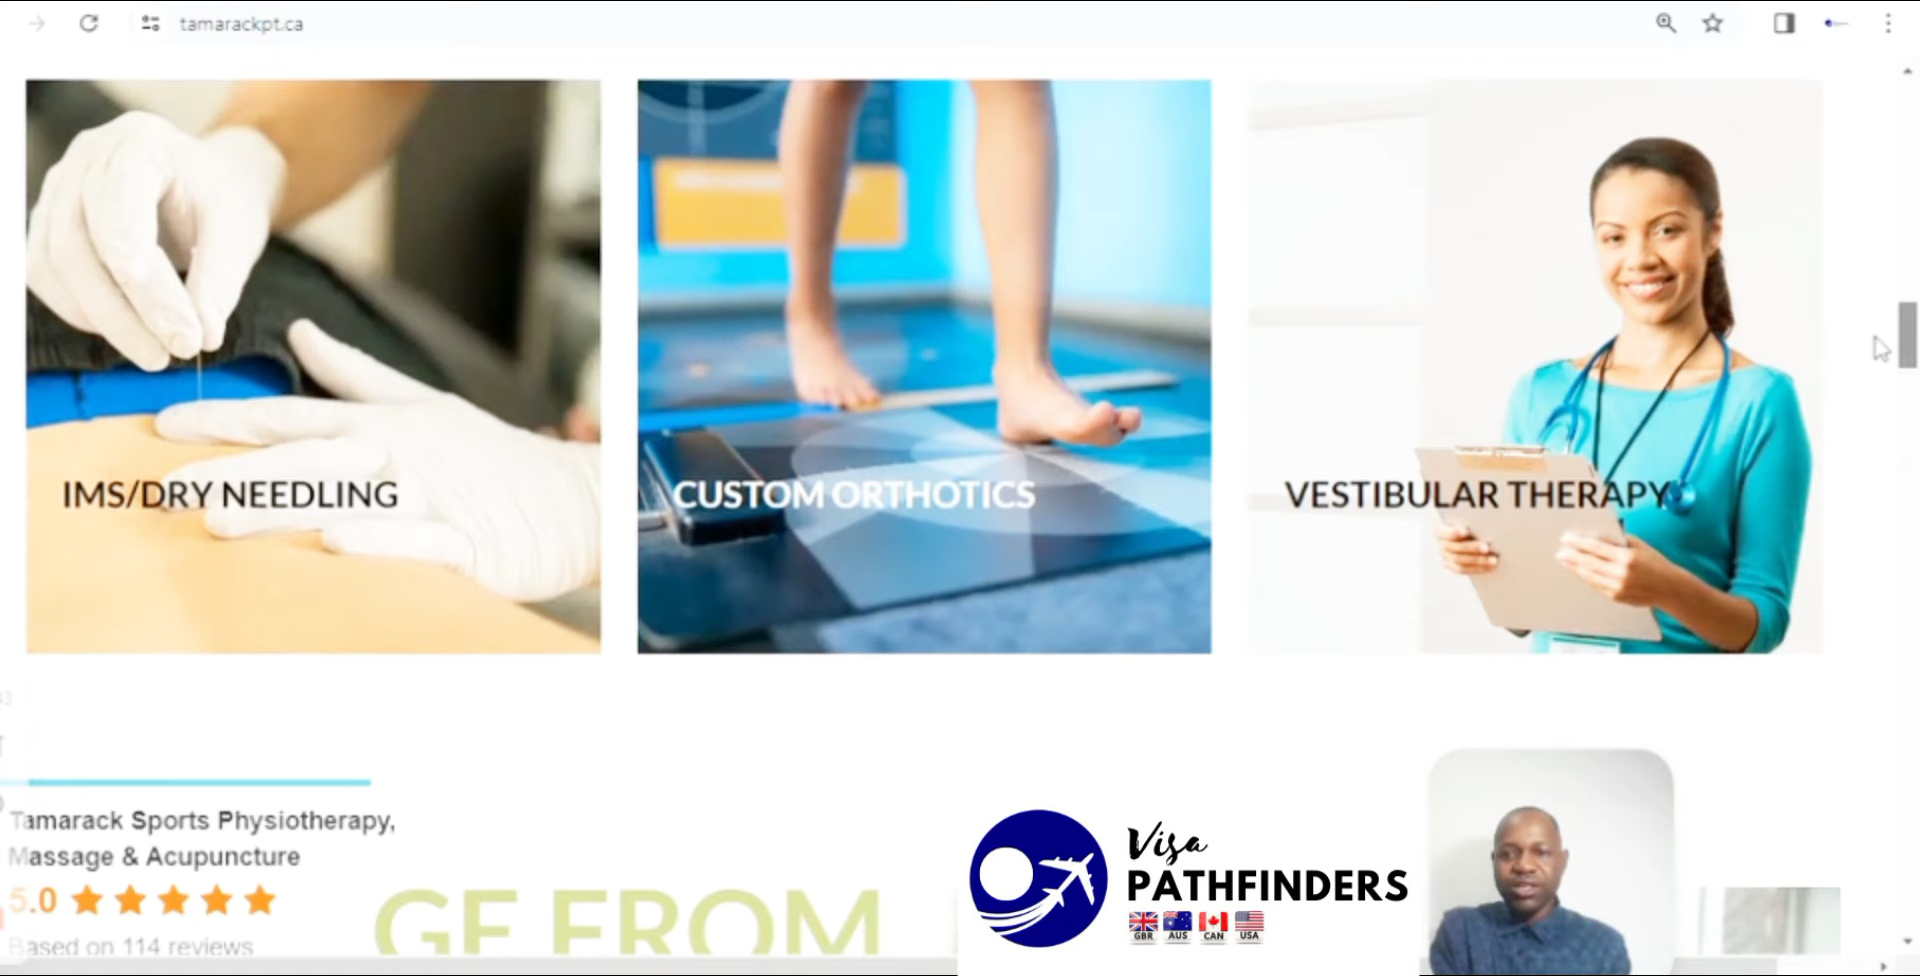 tamarackpt.ca
IMS/DRY NEEDLING
CUSTOM ORTHOTICS
VESTIBULAR THERAPY
Tamarack Sports Physiotherapy,
Massage & Acupuncture
5.0
Based on 114 reviews
GE FROM
Visa
PATHFINDERS
GBR AUS CAN USA